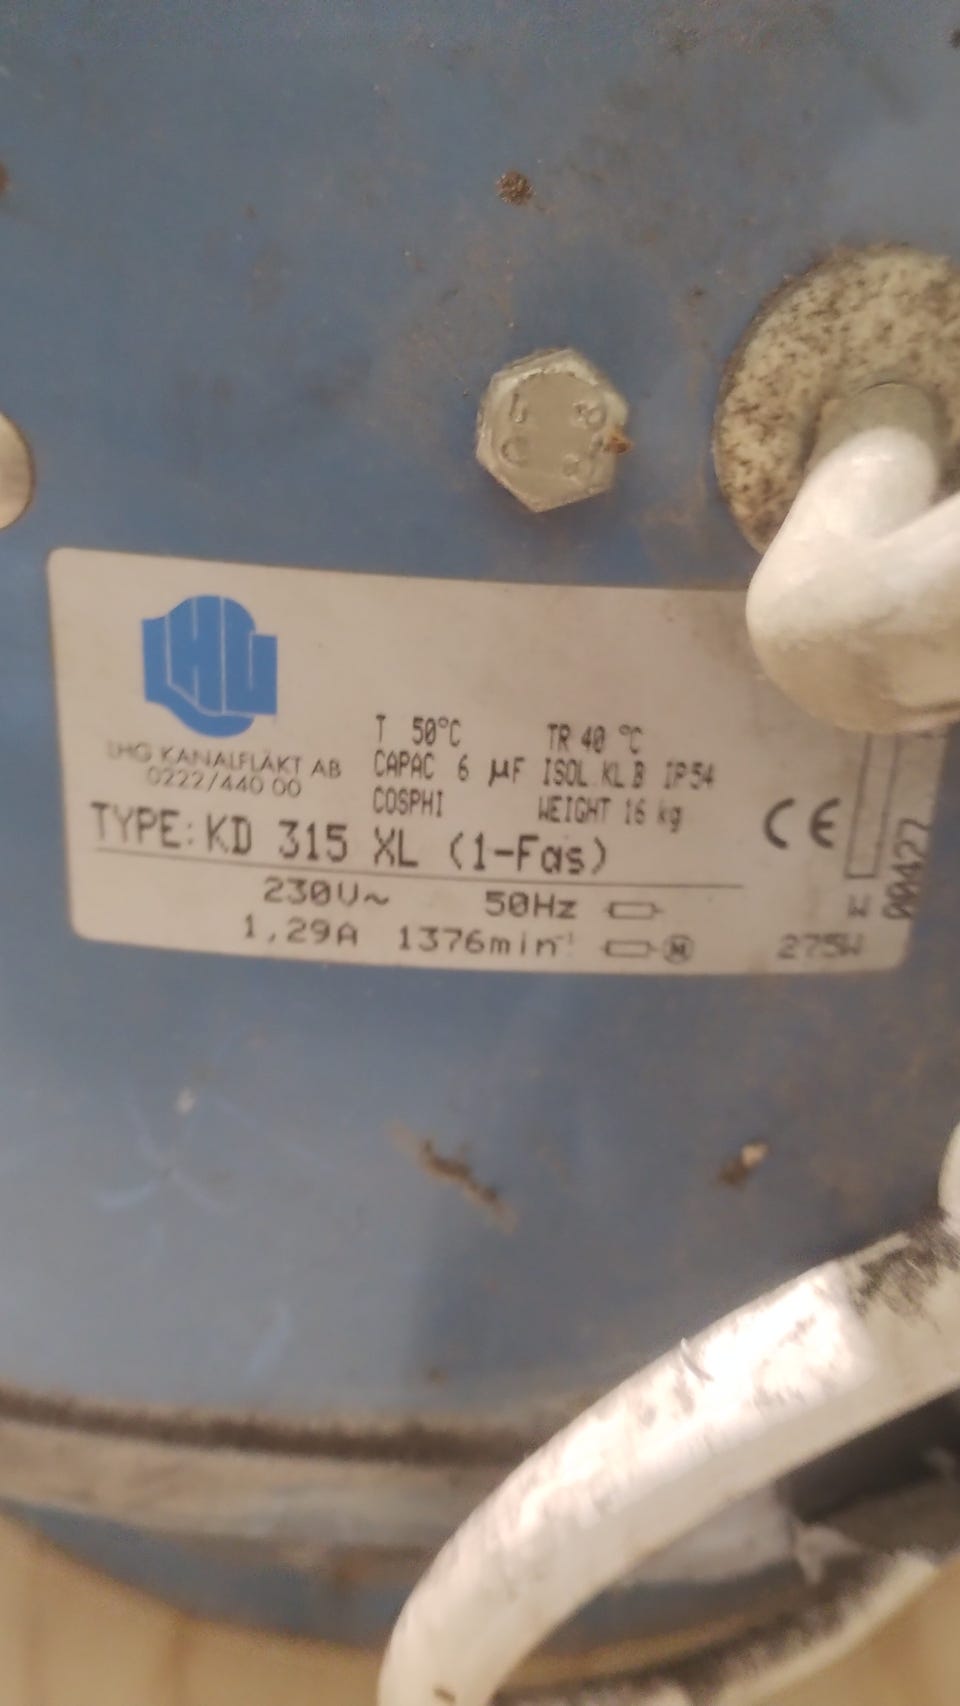 LHG
LHG KANALFLÄKT AB
0222/440 00
T 50°C TR 40 °C
CAPAC 6 µF ISOL.KL.B IP54
COSPHI WEIGHT 16 kg
TYPE: KD 315 XL (1-Fas)
230V~ 50Hz
1,29A 1376min⁻¹ M 275W
CE
00427